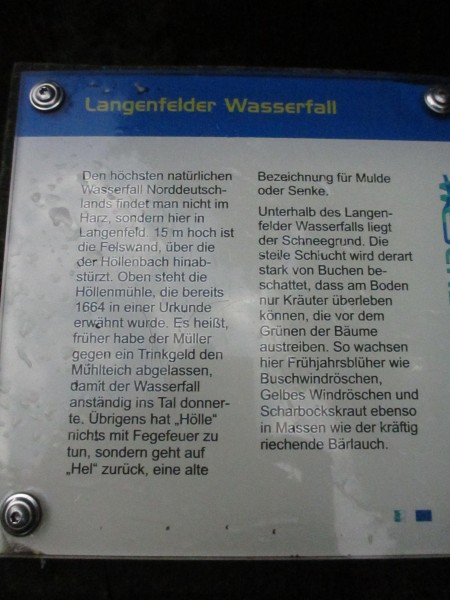 Langenfelder Wasserfall
Den höchsten natürlichen
Wasserfall Norddeutsch-
lands findet man nicht im
Harz, sondern hier in
Langenfeld. 15 m hoch ist
die Felswand, über die
der Höllenbach hinab-
stürzt. Oben steht die
Höllenmühle, die bereits
1664 in einer Urkunde
erwähnt wurde. Es heißt,
früher habe der Müller
gegen ein Trinkgeld den
Mühlteich abgelassen,
damit der Wasserfall
anständig ins Tal donner-
te. Übrigens hat „Hölle"
nichts mit Fegefeuer zu
tun, sondern geht auf
„Hel" zurück, eine alte
Bezeichnung für Mulde
oder Senke.
Unterhalb des Langen-
felder Wasserfalls liegt
der Schneegrund. Die
steile Schlucht wird derart
stark von Buchen be-
schattet, dass am Boden
nur Kräuter überleben
können, die vor dem
Grünen der Bäume
austreiben. So wachsen
hier Frühjahrsblüher wie
Buschwindröschen,
Gelbes Windröschen und
Scharbockskraut ebenso
in Massen wie der kräftig
riechende Bärlauch.